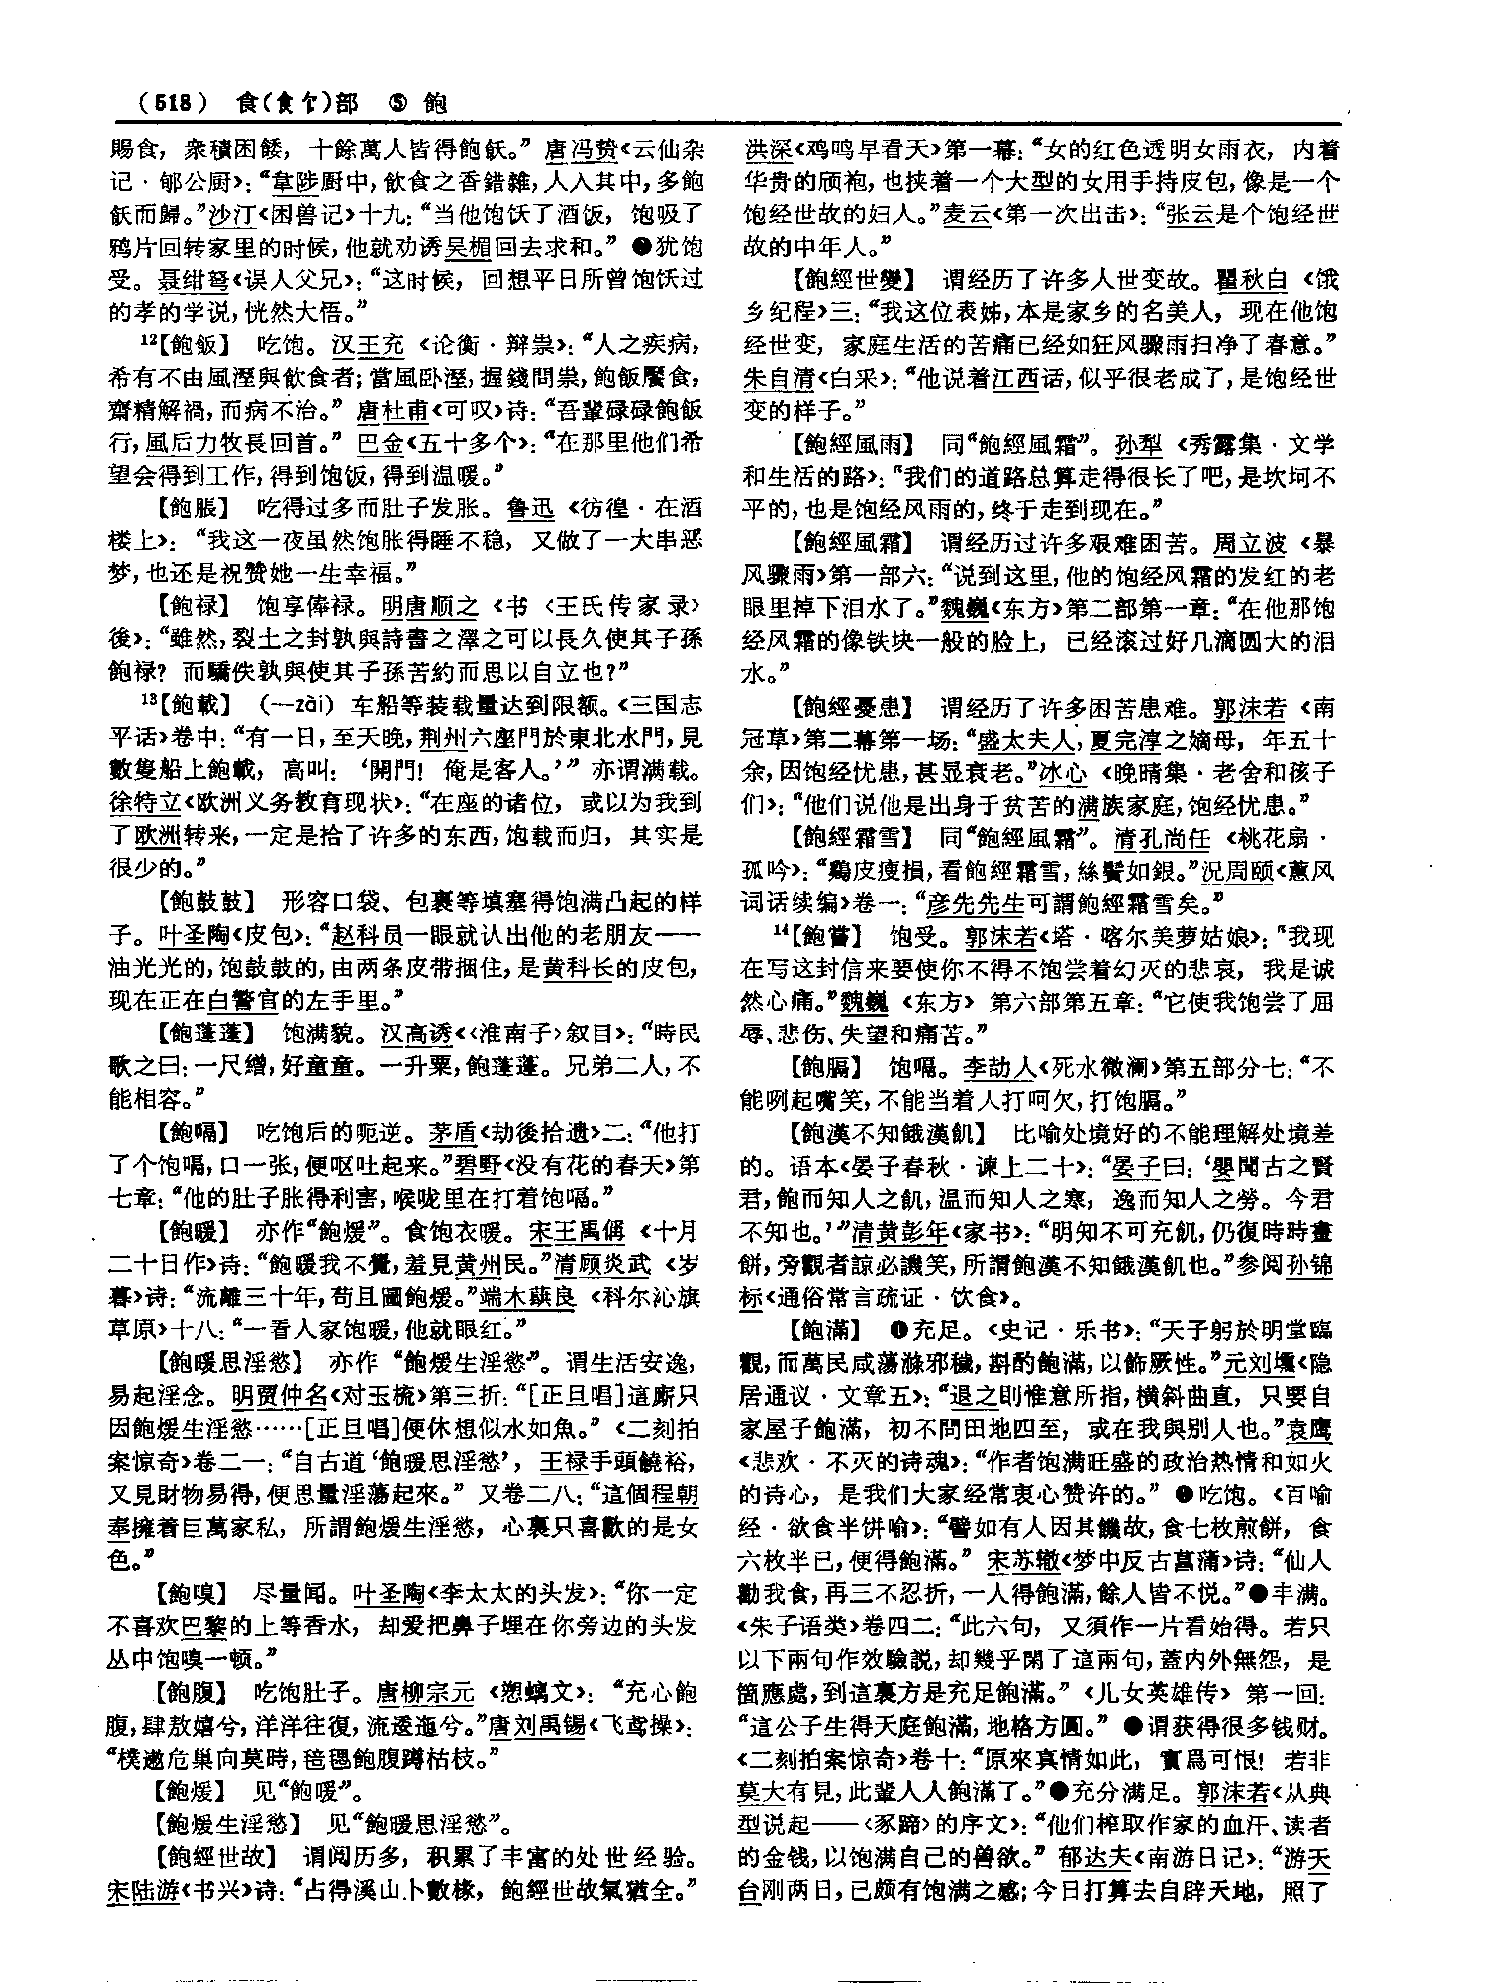 (518) 食(食饣)部 ⑤ 飽
賜食，衆積困餧，十餘萬人皆得飽飫。” 唐冯贽《云仙杂
记·郇公厨》：“韋陟厨中，飲食之香錯雜，人入其中，多飽
飫而歸。”沙汀《困兽记》十九：“当他饱饫了酒饭，饱吸了
鸦片回转家里的时候，他就劝诱吴楣回去求和。” ❷犹饱
受。聂绀弩《误人父兄》：“这时候，回想平日所曾饱饫过
的孝的学说，恍然大悟。”
12【飽飯】 吃饱。汉王充《论衡·辩祟》：“人之疾病，
希有不由風溼與飲食者；當風卧溼，握錢問祟，飽飯饜食，
齋精解禍，而病不治。” 唐杜甫《可叹》诗：“吾輩碌碌飽飯
行，風后力牧長回首。” 巴金《五十多个》：“在那里他们希
望会得到工作，得到饱饭，得到温暖。”
【飽脹】 吃得过多而肚子发胀。鲁迅《彷徨·在酒
楼上》：“我这一夜虽然饱胀得睡不稳，又做了一大串恶
梦，也还是祝赞她一生幸福。”
【飽禄】 饱享俸禄。明唐顺之《书〈王氏传家录〉
後》：“雖然，裂土之封孰與詩書之澤之可以長久使其子孫
飽禄？而驕佚孰與使其子孫苦約而思以自立也？”
13【飽載】 (—zài) 车船等装载量达到限额。《三国志
平话》卷中：“有一日，至天晚，荆州六座門於東北水門，見
數隻船上飽載，高叫：‘開門！俺是客人。’” 亦谓满载。
徐特立《欧洲义务教育现状》：“在座的诸位，或以为我到
了欧洲转来，一定是拾了许多的东西，饱载而归，其实是
很少的。”
【飽鼓鼓】 形容口袋、包裹等填塞得饱满凸起的样
子。叶圣陶《皮包》：“赵科员一眼就认出他的老朋友——
油光光的，饱鼓鼓的，由两条皮带捆住，是黄科长的皮包，
现在正在白警官的左手里。”
【飽蓬蓬】 饱满貌。汉高诱《〈淮南子〉叙目》：“時民
歌之曰：一尺繒，好童童。一升粟，飽蓬蓬。兄弟二人，不
能相容。”
【飽嗝】 吃饱后的呃逆。茅盾《劫後拾遗》二：“他打
了个饱嗝，口一张，便呕吐起来。”碧野《没有花的春天》第
七章：“他的肚子胀得利害，喉咙里在打着饱嗝。”
【飽暖】 亦作“飽煖”。食饱衣暖。宋王禹偁《十月
二十日作》诗：“飽暖我不覺，羞見黄州民。”清顾炎武《岁
暮》诗：“流離三十年，苟且圖飽煖。”端木蕻良《科尔沁旗
草原》十八：“一看人家饱暖，他就眼红。”
【飽暖思淫慾】 亦作“飽煖生淫慾”。谓生活安逸，
易起淫念。明贾仲名《对玉梳》第三折：“[正旦唱]這廝只
因飽煖生淫慾……[正旦唱]便休想似水如魚。”《二刻拍
案惊奇》卷二一：“自古道‘飽暖思淫慾’，王禄手頭饒裕，
又見財物易得，便思量淫蕩起來。” 又卷二八：“這個程朝
奉擁着巨萬家私，所謂飽煖生淫慾，心裏只喜歡的是女
色。”
【飽嗅】 尽量闻。叶圣陶《李太太的头发》：“你一定
不喜欢巴黎的上等香水，却爱把鼻子埋在你旁边的头发
丛中饱嗅一顿。”
【飽腹】 吃饱肚子。唐柳宗元《愬螭文》：“充心飽
腹，肆敖嬉兮，洋洋往復，流逶迤兮。”唐刘禹锡《飞鸢操》：
“樸遬危巢向莫時，毰毸飽腹蹲枯枝。”
【飽煖】 见“飽暖”。
【飽煖生淫慾】 见“飽暖思淫慾”。
【飽經世故】 谓阅历多，积累了丰富的处世经验。
宋陆游《书兴》诗：“占得溪山卜數椽，飽經世故氣猶全。”
洪深《鸡鸣早看天》第一幕：“女的红色透明女雨衣，内着
华贵的颀袍，也挟着一个大型的女用手持皮包，像是一个
饱经世故的妇人。”麦云《第一次出击》：“张云是个饱经世
故的中年人。”
【飽經世變】 谓经历了许多人世变故。瞿秋白《饿
乡纪程》三：“我这位表姊，本是家乡的名美人，现在他饱
经世变，家庭生活的苦痛已经如狂风骤雨扫净了春意。”
朱自清《白采》：“他说着江西话，似乎很老成了，是饱经世
变的样子。”
【飽經風雨】 同“飽經風霜”。孙犁《秀露集·文学
和生活的路》：“我们的道路总算走得很长了吧，是坎坷不
平的，也是饱经风雨的，终于走到现在。”
【飽經風霜】 谓经历过许多艰难困苦。周立波《暴
风骤雨》第一部六：“说到这里，他的饱经风霜的发红的老
眼里掉下泪水了。”魏巍《东方》第二部第一章：“在他那饱
经风霜的像铁块一般的脸上，已经滚过好几滴圆大的泪
水。”
【飽經憂患】 谓经历了许多困苦患难。郭沫若《南
冠草》第二幕第一场：“盛太夫人，夏完淳之嫡母，年五十
余，因饱经忧患，甚显衰老。”冰心《晚晴集·老舍和孩子
们》：“他们说他是出身于贫苦的满族家庭，饱经忧患。”
【飽經霜雪】 同“飽經風霜”。清孔尚任《桃花扇·
孤吟》：“鷄皮瘦損，看飽經霜雪，絲鬢如銀。”况周颐《蕙风
词话续编》卷一：“彦先先生可謂飽經霜雪矣。”
14【飽嘗】 饱受。郭沫若《塔·喀尔美萝姑娘》：“我现
在写这封信来要使你不得不饱尝着幻灭的悲哀，我是诚
然心痛。”魏巍《东方》第六部第五章：“它使我饱尝了屈
辱、悲伤、失望和痛苦。”
【飽膈】 饱嗝。李劼人《死水微澜》第五部分七：“不
能咧起嘴笑，不能当着人打呵欠，打饱膈。”
【飽漢不知餓漢飢】 比喻处境好的不能理解处境差
的。语本《晏子春秋·谏上二十》：“晏子曰：‘嬰聞古之賢
君，飽而知人之飢，温而知人之寒，逸而知人之勞。今君
不知也。’”清黄彭年《家书》：“明知不可充飢，仍復時時畫
餅，旁觀者諒必譏笑，所謂飽漢不知餓漢飢也。”参阅孙锦
标《通俗常言疏证·饮食》。
【飽滿】 ❶充足。《史记·乐书》：“天子躬於明堂臨
觀，而萬民咸蕩滌邪穢，斟酌飽滿，以飾厥性。”元刘壎《隐
居通议·文章五》：“退之則惟意所指，横斜曲直，只要自
家屋子飽滿，初不問田地四至，或在我與别人也。”袁鹰
《悲欢·不灭的诗魂》：“作者饱满旺盛的政治热情和如火
的诗心，是我们大家经常衷心赞许的。” ❷吃饱。《百喻
经·欲食半饼喻》：“譬如有人因其饑故，食七枚煎餅，食
六枚半已，便得飽滿。” 宋苏辙《梦中反古菖蒲》诗：“仙人
勸我食，再三不忍折，一人得飽滿，餘人皆不悦。”❸丰满。
《朱子语类》卷四二：“此六句，又須作一片看始得。若只
以下兩句作效驗説，却幾乎閑了這兩句，蓋内外無怨，是
箇應處，到這裏方是充足飽滿。”《儿女英雄传》第一回：
“這公子生得天庭飽滿，地格方圓。” ❹谓获得很多钱财。
《二刻拍案惊奇》卷十：“原來真情如此，實爲可恨！若非
莫大有見，此輩人人飽滿了。”❺充分满足。郭沫若《从典
型说起——〈豕蹄〉的序文》：“他们榨取作家的血汗、读者
的金钱，以饱满自己的兽欲。” 郁达夫《南游日记》：“游天
台刚两日，已颇有饱满之感；今日打算去自辟天地，照了